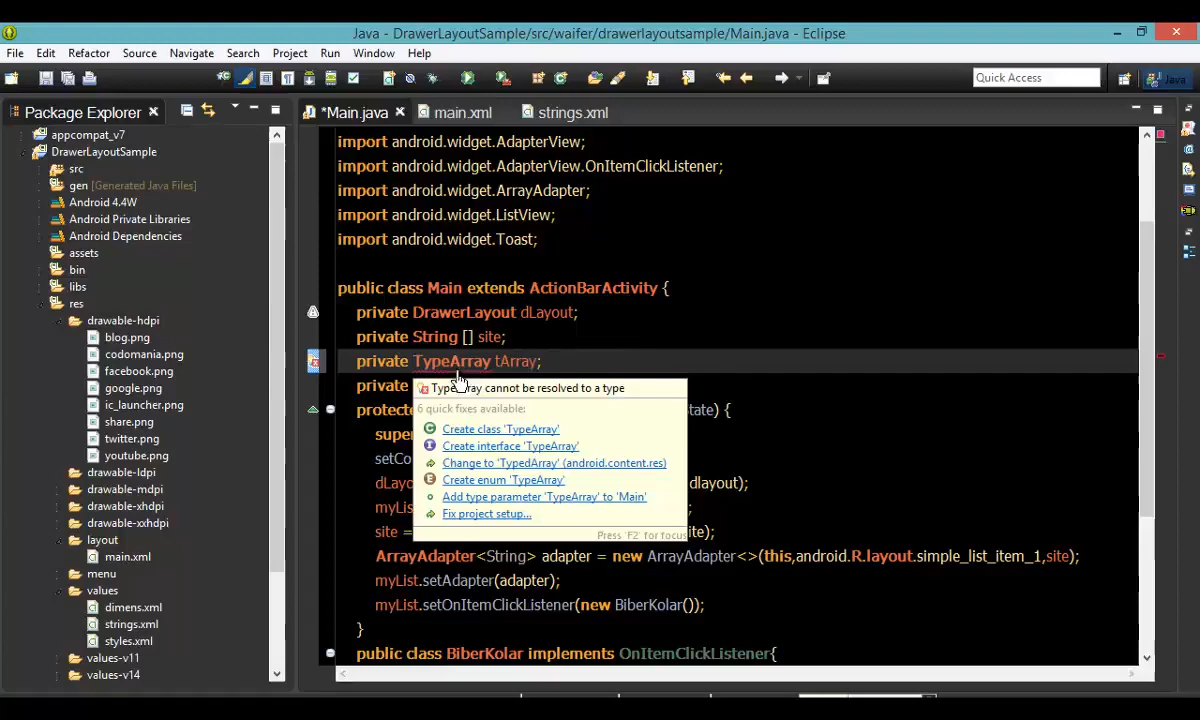 Java - DrawerLayoutSample/src/waifer/drawerlayoutsample/Main.java - Eclipse
File Edit Refactor Source Navigate Search Project Run Window Help
Quick Access
Java
Package Explorer
*Main.java
main.xml
strings.xml
appcompat_v7
DrawerLayoutSample
src
gen [Generated Java Files]
Android 4.4W
Android Private Libraries
Android Dependencies
assets
bin
libs
res
drawable-hdpi
blog.png
codomania.png
facebook.png
google.png
ic_launcher.png
share.png
twitter.png
youtube.png
drawable-ldpi
drawable-mdpi
drawable-xhdpi
drawable-xxhdpi
layout
main.xml
menu
values
dimens.xml
strings.xml
styles.xml
values-v11
values-v14
import android.widget.AdapterView;
import android.widget.AdapterView.OnItemClickListener;
import android.widget.ArrayAdapter;
import android.widget.ListView;
import android.widget.Toast;
public class Main extends ActionBarActivity {
private DrawerLayout dLayout;
private String [] site;
private TypeArray tArray;
private
protecte tate) {
super
setCo
dLayo dlayout);
myLis ;
site = ite);
ArrayAdapter<String> adapter = new ArrayAdapter<>(this,android.R.layout.simple_list_item_1,site);
myList.setAdapter(adapter);
myList.setOnItemClickListener(new BiberKolar());
}
public class BiberKolar implements OnItemClickListener{
TypeArray cannot be resolved to a type
6 quick fixes available:
Create class 'TypeArray'
Create interface 'TypeArray'
Change to 'TypedArray' (android.content.res)
Create enum 'TypeArray'
Add type parameter 'TypeArray' to 'Main'
Fix project setup...
Press 'F2' for focus